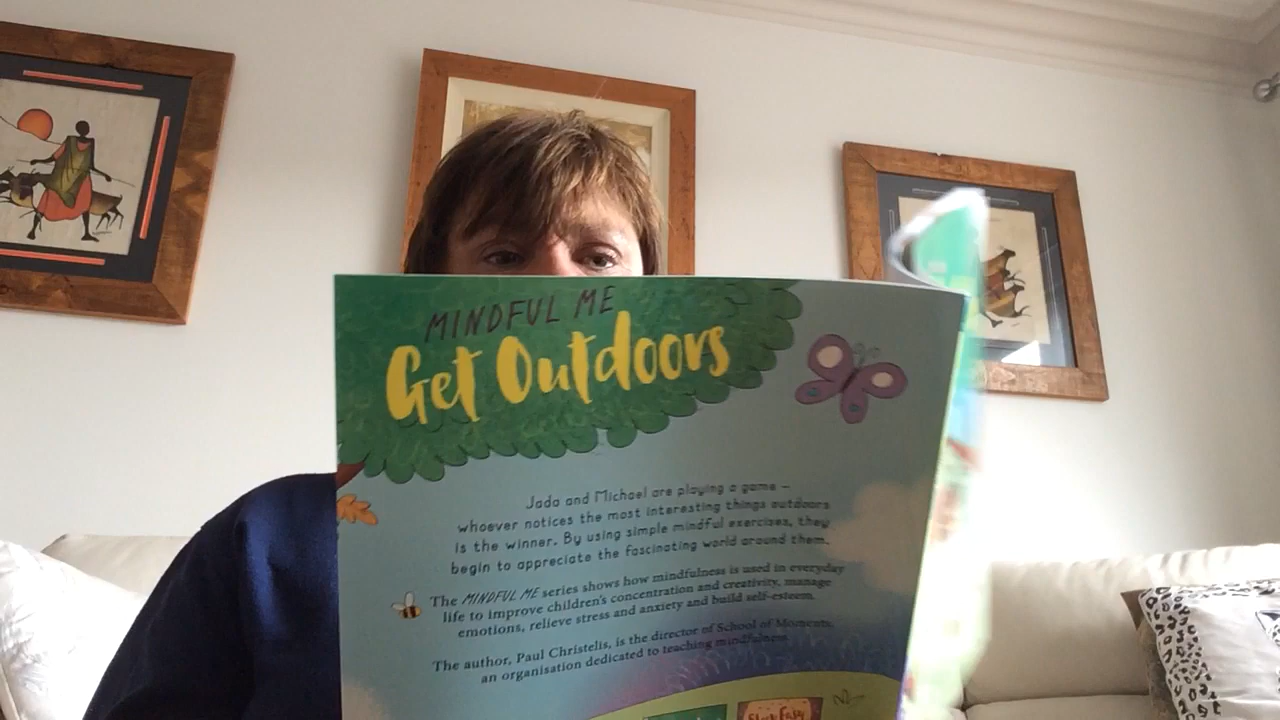 MINDFUL ME
Get Outdoors
Jada and Michael are playing a game –
whoever notices the most interesting things outdoors
is the winner. By using simple mindful exercises, they
begin to appreciate the fascinating world around them.
The MINDFUL ME series shows how mindfulness is used in everyday
life to improve children's concentration and creativity, manage
emotions, relieve stress and anxiety and build self-esteem.
The author, Paul Christelis, is the director of School of Moments,
an organisation dedicated to teaching mindfulness.
Sleep Easy